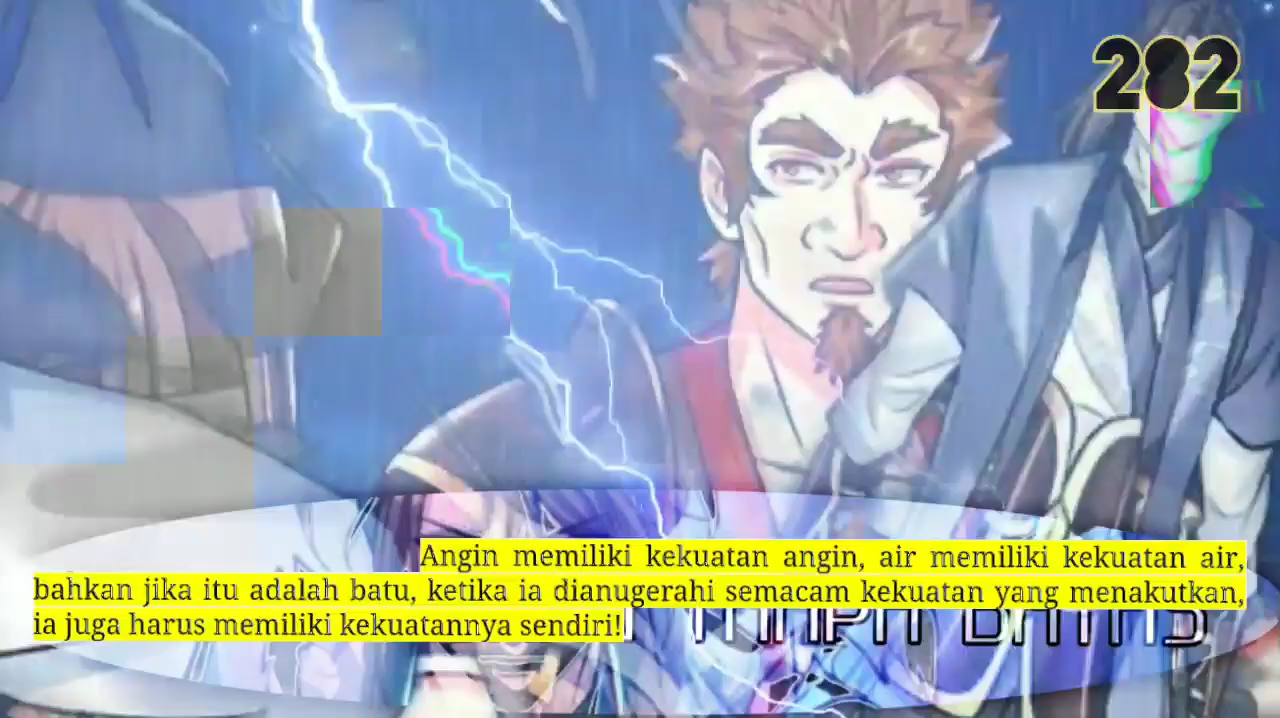 282
Angin memiliki kekuatan angin, air memiliki kekuatan air,
bahkan jika itu adalah batu, ketika ia dianugerahi semacam kekuatan yang menakutkan,
ia juga harus memiliki kekuatannya sendiri!